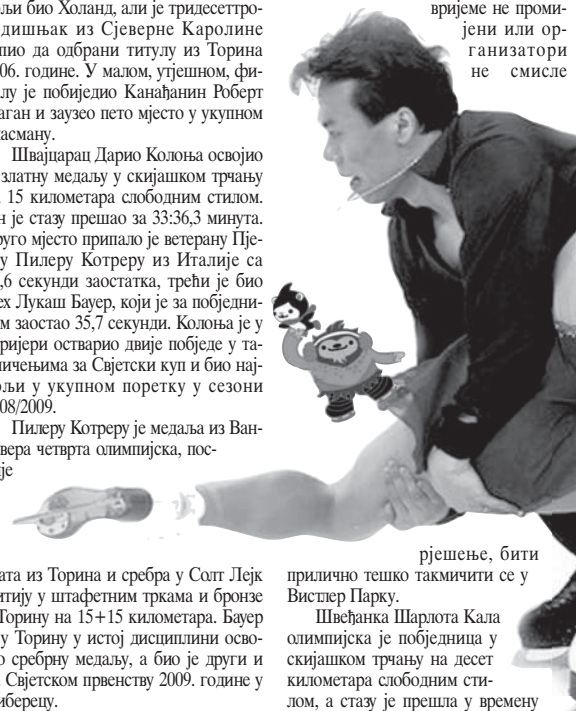 љи био Холанд, али је тридесеттро-
дишњак из Сјеверне Каролине
пио да одбрани титулу из Торина
06. године. У малом, утјешном, фи-
лу је побиједио Канађанин Роберт
аган и заузео пето мјесто у укупном
асману.
Швајцарац Дарио Колоња освојио
златну медаљу у скијашком трчању
15 километара слободним стилом.
н је стазу прешао за 33:36,3 минута.
руго мјесто припало је ветерану Пје-
у Пилеру Котреру из Италије са
,6 секунди заостатка, трећи је био
ех Лукаш Бауер, који је за побједни-
м заостао 35,7 секунди. Колоња је у
ријери остварио двије побједе у та-
ичењима за Свјетски куп и био нај-
љи у укупном поретку у сезони
08/2009.
Пилеру Котреру је медаља из Ван-
вера четврта олимпијска, пос-
ије
ата из Торина и сребра у Солт Лејк
итију у штафетним тркама и бронзе
Торину на 15+15 километара. Бауер
у Торину у истој дисциплини осво-
о сребрну медаљу, а био је други и
Свјетском првенству 2009. године у
иберецу.
вријеме не проми-
јени или ор-
ганизатори
не смисле
рјешење, бити
прилично тешко такмичити се у
Вистлер Парку.
Швеђанка Шарлота Кала
олимпијска је побједница у
скијашком трчању на десет
километара слободним сти-
лом, а стазу је прешла у времену